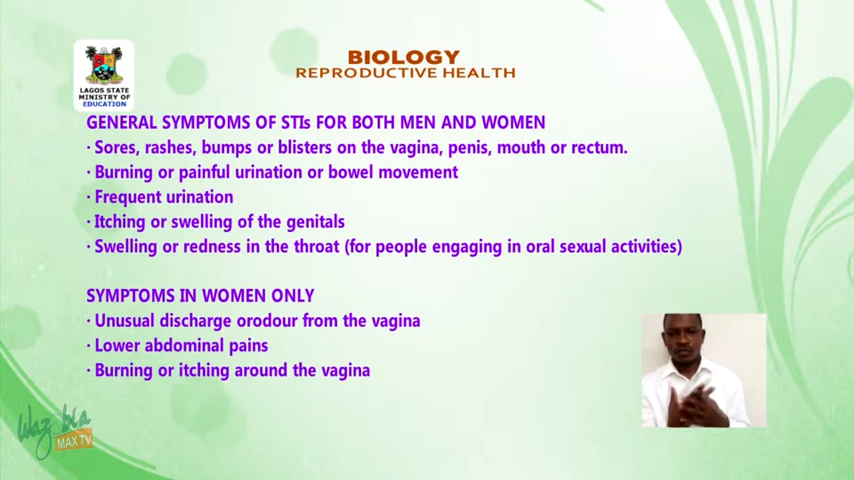 BIOLOGY
REPRODUCTIVE HEALTH
LAGOS STATE
MINISTRY OF
EDUCATION
GENERAL SYMPTOMS OF STIs FOR BOTH MEN AND WOMEN
· Sores, rashes, bumps or blisters on the vagina, penis, mouth or rectum.
· Burning or painful urination or bowel movement
· Frequent urination
· Itching or swelling of the genitals
· Swelling or redness in the throat (for people engaging in oral sexual activities)
SYMPTOMS IN WOMEN ONLY
· Unusual discharge orodour from the vagina
· Lower abdominal pains
· Burning or itching around the vagina
MAX TV